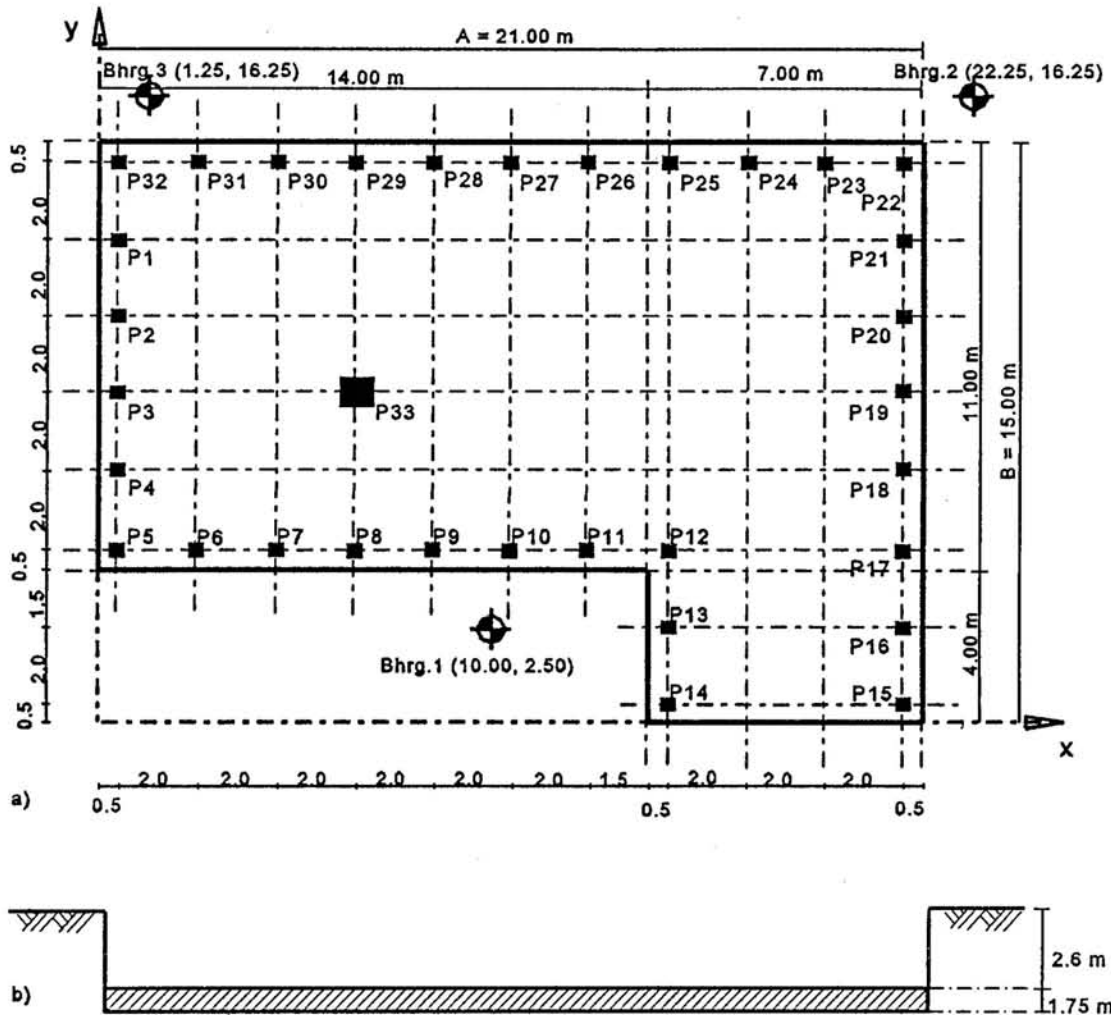 y
A = 21.00 m
Bhrg.3 (1.25, 16.25)
14.00 m
7.00 m
Bhrg.2 (22.25, 16.25)
0.5
P32 P31 P30 P29 P28 P27 P26 P25 P24 P23 P22
2.0
P1 P21
2.0
P2 P20
2.0
P3 P33 P19
11.00 m
B = 15.00 m
2.0
P4 P18
2.0
P5 P6 P7 P8 P9 P10 P11 P12 P17
0.5
1.5
P13 P16
4.00 m
Bhrg.1 (10.00, 2.50)
2.0
P14 P15
0.5
x
2.0 2.0 2.0 2.0 2.0 2.0 1.5 2.0 2.0 2.0
a)
0.5 0.5 0.5
2.6 m
b)
1.75 m